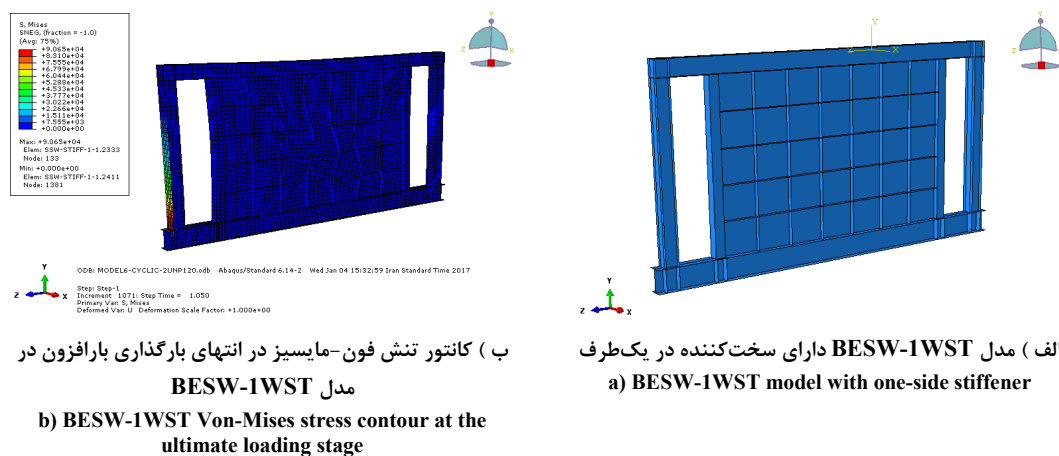 S, Mises
SNEG, (fraction = -1.0)
(Avg: 75%)
+9.065e+04
+8.310e+04
+7.555e+04
+6.799e+04
+6.044e+04
+5.288e+04
+4.533e+04
+3.777e+04
+3.022e+04
+2.266e+04
+1.511e+04
+7.555e+03
+0.000e+00
Max: +9.065e+04
Elem: SSW-STIFF-1-1.2333
Node: 133
Min: +0.000e+00
Elem: SSW-STIFF-1-1.2411
Node: 1381
Y
Z
X
Y
Z
X
ODB: MODEL6-CYCLIC-2UNP120.odb Abaqus/Standard 6.14-2 Wed Jan 04 15:32:59 Iran Standard Time 2017
Step: Step-1
Increment 1071: Step Time = 1.050
Primary Var: S, Mises
Deformed Var: U Deformation Scale Factor: +1.000e+00
Y
X
Z
Y
Z
X
Y
Z
X
ب ) کانتور تنش فون-مایسیز در انتهای بارگذاری بارافزون در
مدل BESW-1WST
b) BESW-1WST Von-Mises stress contour at the
ultimate loading stage
لف ) مدل BESW-1WST دارای سخت‌کننده در یک‌طرف
a) BESW-1WST model with one-side stiffener